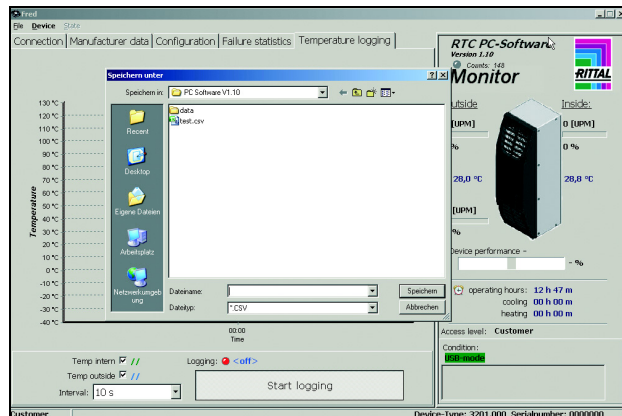 Fred
File Device State
Connection Manufacturer data Configuration Failure statistics Temperature logging
RTC PC-Software
Version 1.10
Counts: 148
Monitor
RITTAL
Speichern unter
Speichern in: PC Software V1.10
data
test.csv
Recent
Desktop
Eigene Dateien
Arbeitsplatz
Netzwerkumgeb
ung
Dateiname:
Speichern
Dateityp: *.CSV
Abbrechen
Temperature
130 °C
120 °C
110 °C
100 °C
90 °C
80 °C
70 °C
60 °C
50 °C
40 °C
30 °C
20 °C
10 °C
0 °C
-10 °C
-20 °C
-30 °C
-40 °C
00:00
Time
utside
Inside:
[UPM]
0 [UPM]
%
0 %
28,0 °C
28,8 °C
[UPM]
%
Device performance -
- %
operating hours: 12 h 47 m
cooling 00 h 00 m
heating 00 h 00 m
Access level: Customer
Condition:
USB-mode
Temp intern //
Logging: <off>
Temp outside //
Interval: 10 s
Start logging
Customer
Device-Type: 3201.000 Serialnumber: 0000000